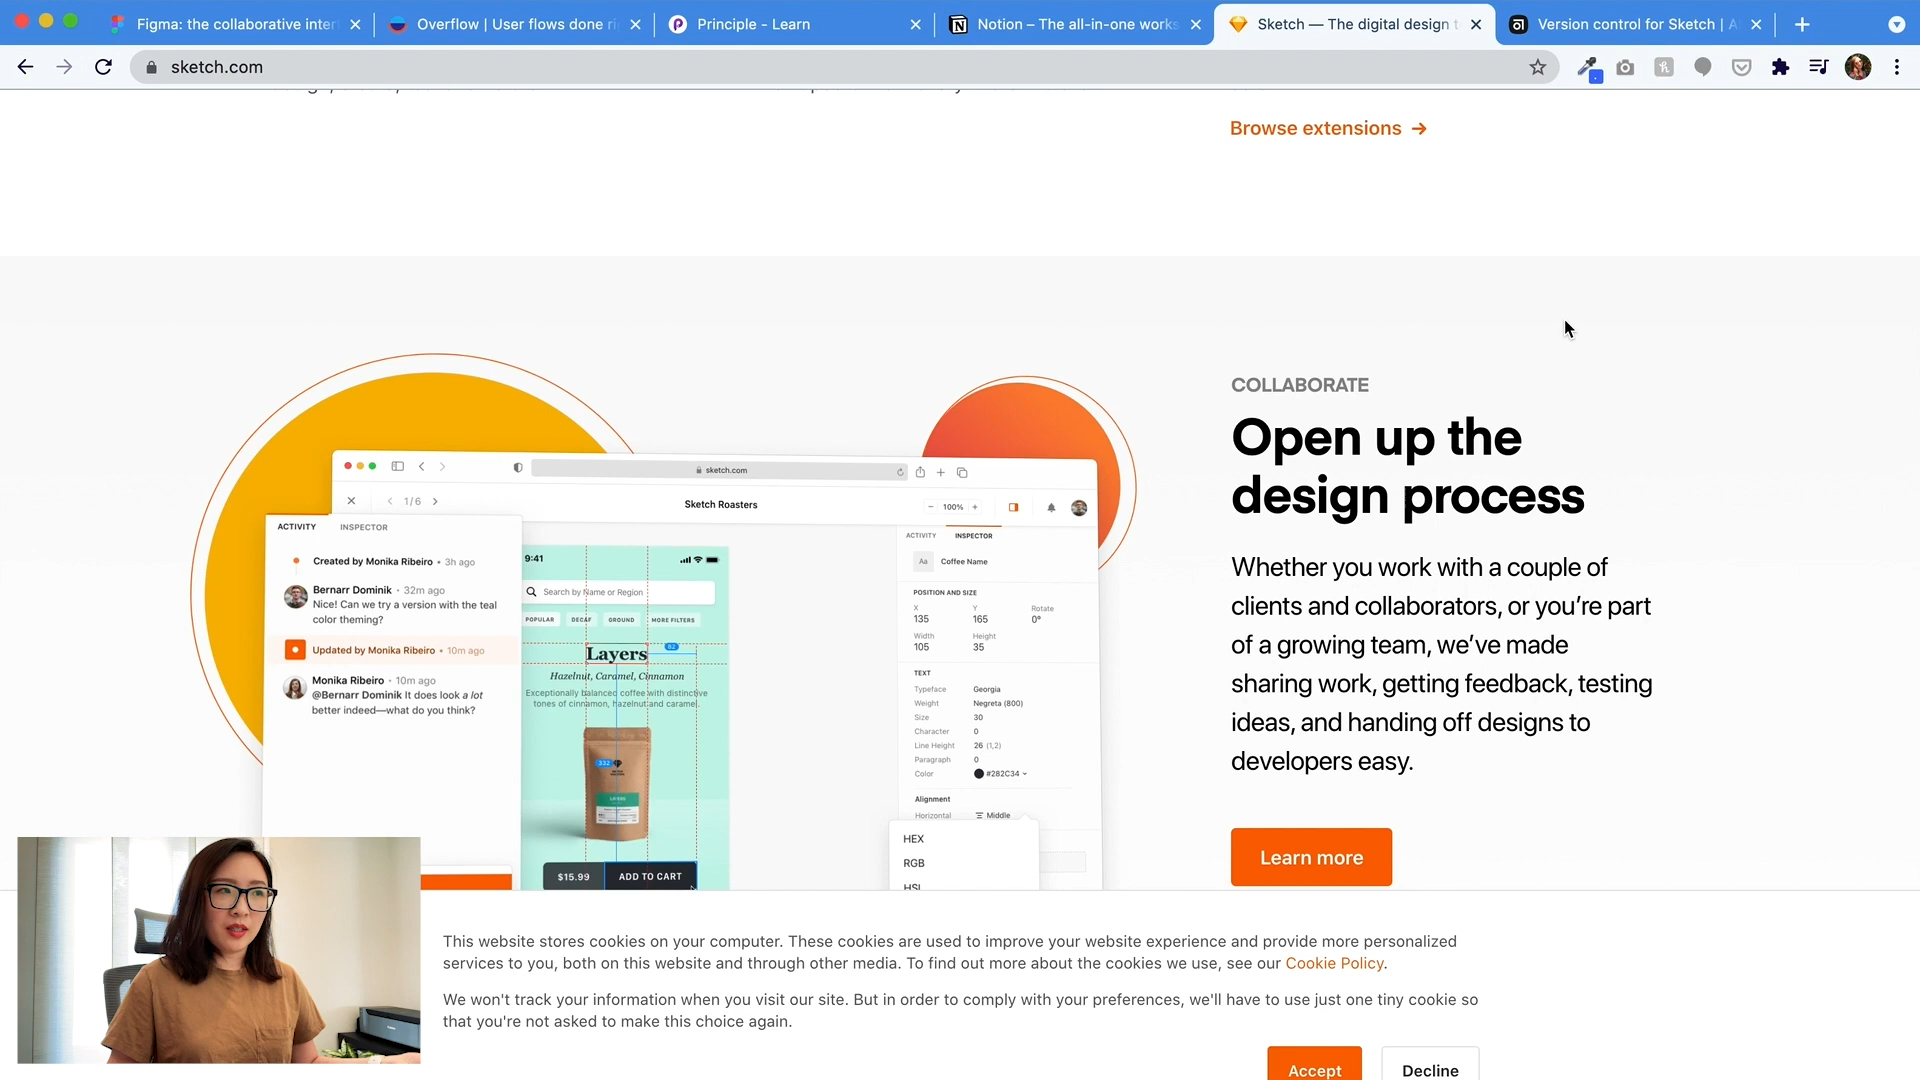 Figma: the collaborative inter
Overflow | User flows done ri
Principle - Learn
Notion – The all-in-one works
Sketch — The digital design t
Version control for Sketch | A
sketch.com
Browse extensions →
COLLABORATE
Open up the
design process
Whether you work with a couple of
clients and collaborators, or you're part
of a growing team, we've made
sharing work, getting feedback, testing
ideas, and handing off designs to
developers easy.
Learn more
sketch.com
1/6
Sketch Roasters
100%
ACTIVITY INSPECTOR
Created by Monika Ribeiro • 3h ago
Bernarr Dominik • 32m ago
Nice! Can we try a version with the teal
color theming?
Updated by Monika Ribeiro • 10m ago
Monika Ribeiro • 10m ago
@Bernarr Dominik It does look a lot
better indeed—what do you think?
9:41
Search by Name or Region
POPULAR DECAF GROUND MORE FILTERS
Layers
82
Hazelnut, Caramel, Cinnamon
Exceptionally balanced coffee with distinctive
tones of cinnamon, hazelnut and caramel.
332
$15.99 ADD TO CART
ACTIVITY INSPECTOR
Aa Coffee Name
POSITION AND SIZE
X Y Rotate
135 165 0°
Width Height
105 35
TEXT
Typeface Georgia
Weight Negreta (800)
Size 30
Character 0
Line Height 26 (1,2)
Paragraph 0
Color #282C34
Alignment
Horizontal Middle
HEX
RGB
HSL
This website stores cookies on your computer. These cookies are used to improve your website experience and provide more personalized
services to you, both on this website and through other media. To find out more about the cookies we use, see our Cookie Policy.
We won't track your information when you visit our site. But in order to comply with your preferences, we'll have to use just one tiny cookie so
that you're not asked to make this choice again.
Accept Decline